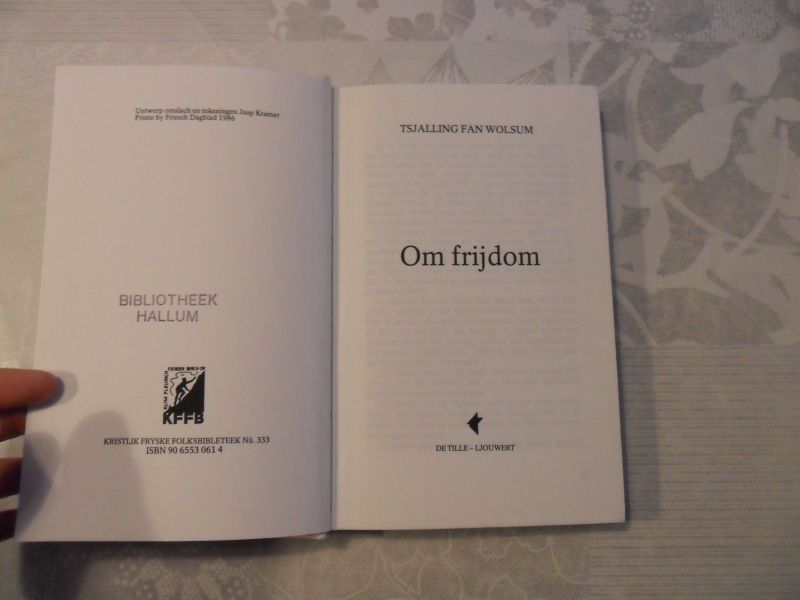 Untwerp omslach en tekeningen Jaap Kramer
Printe by Friesch Dagblad 1986
BIBLIOTHEEK
HALLUM
KFFB
KRISTLIJK FRYSKE FOLKSBIBLETEEK Nû. 333
ISBN 90 6553 061 4
TSJALLING FAN WOLSUM
Om frijdom
DE TILLE – LJOUWERT